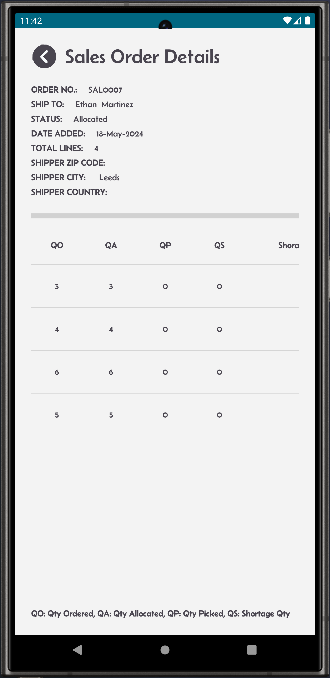 11:42
Sales Order Details
ORDER NO.: SAL0007
SHIP TO: Ethan Martinez
STATUS: Allocated
DATE ADDED: 18-May-2024
TOTAL LINES: 4
SHIPPER ZIP CODE:
SHIPPER CITY: Leeds
SHIPPER COUNTRY:
QO QA QP QS Shora
3 3 0 0
4 4 0 0
6 6 0 0
5 5 0 0
QO: Qty Ordered, QA: Qty Allocated, QP: Qty Picked, QS: Shortage Qty